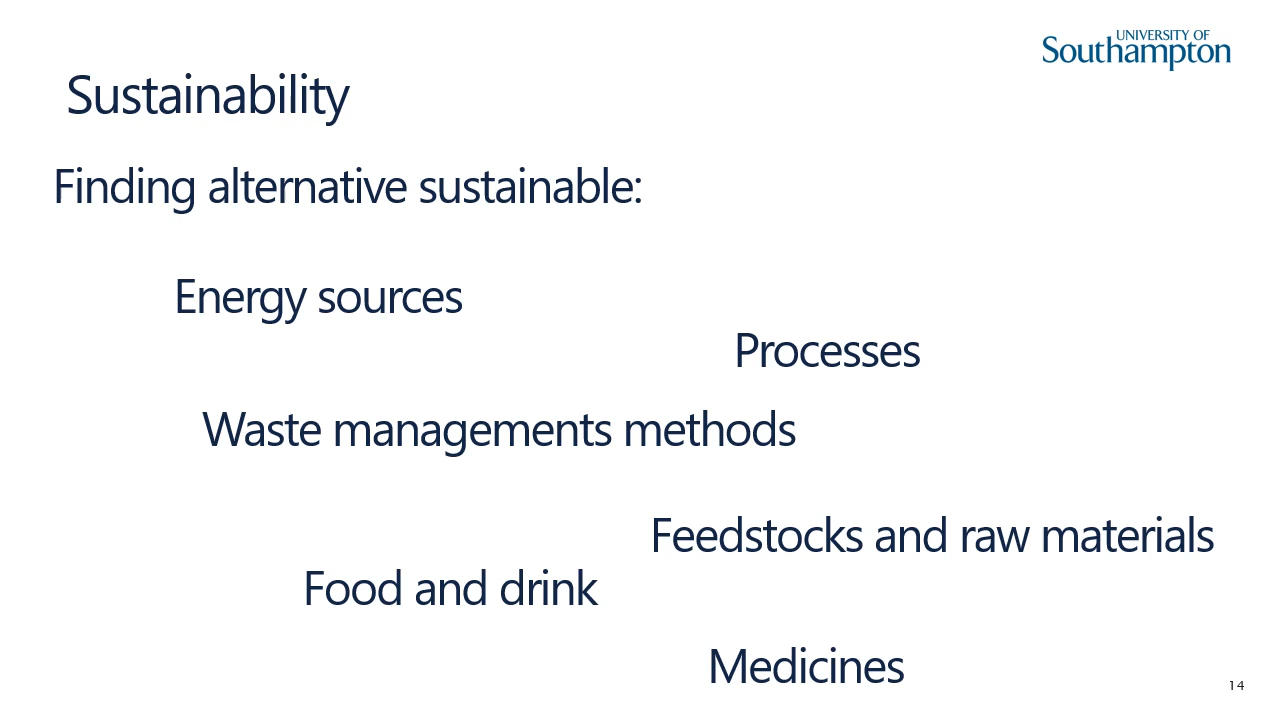 UNIVERSITY OF
Southampton
Sustainability
Finding alternative sustainable:
Energy sources
Processes
Waste managements methods
Feedstocks and raw materials
Food and drink
Medicines
14